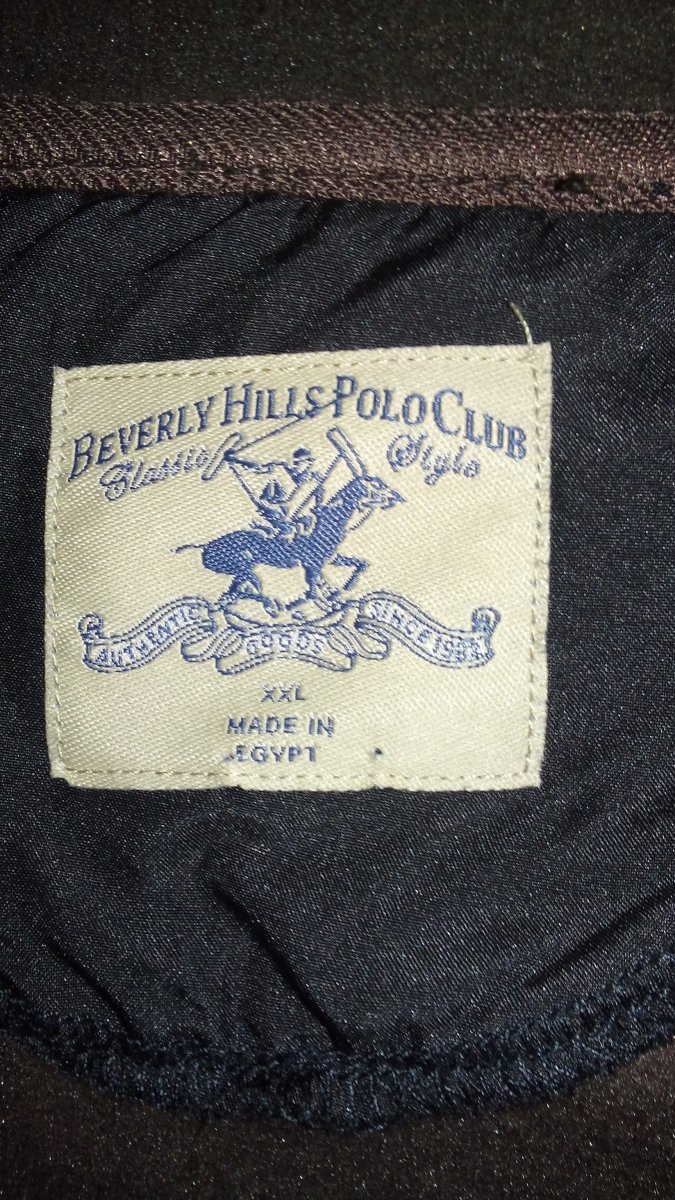 BEVERLY HILLS POLO CLUB
Classic Style
AUTHENTIC GOODS SINCE 1982
XXL
MADE IN
EGYPT